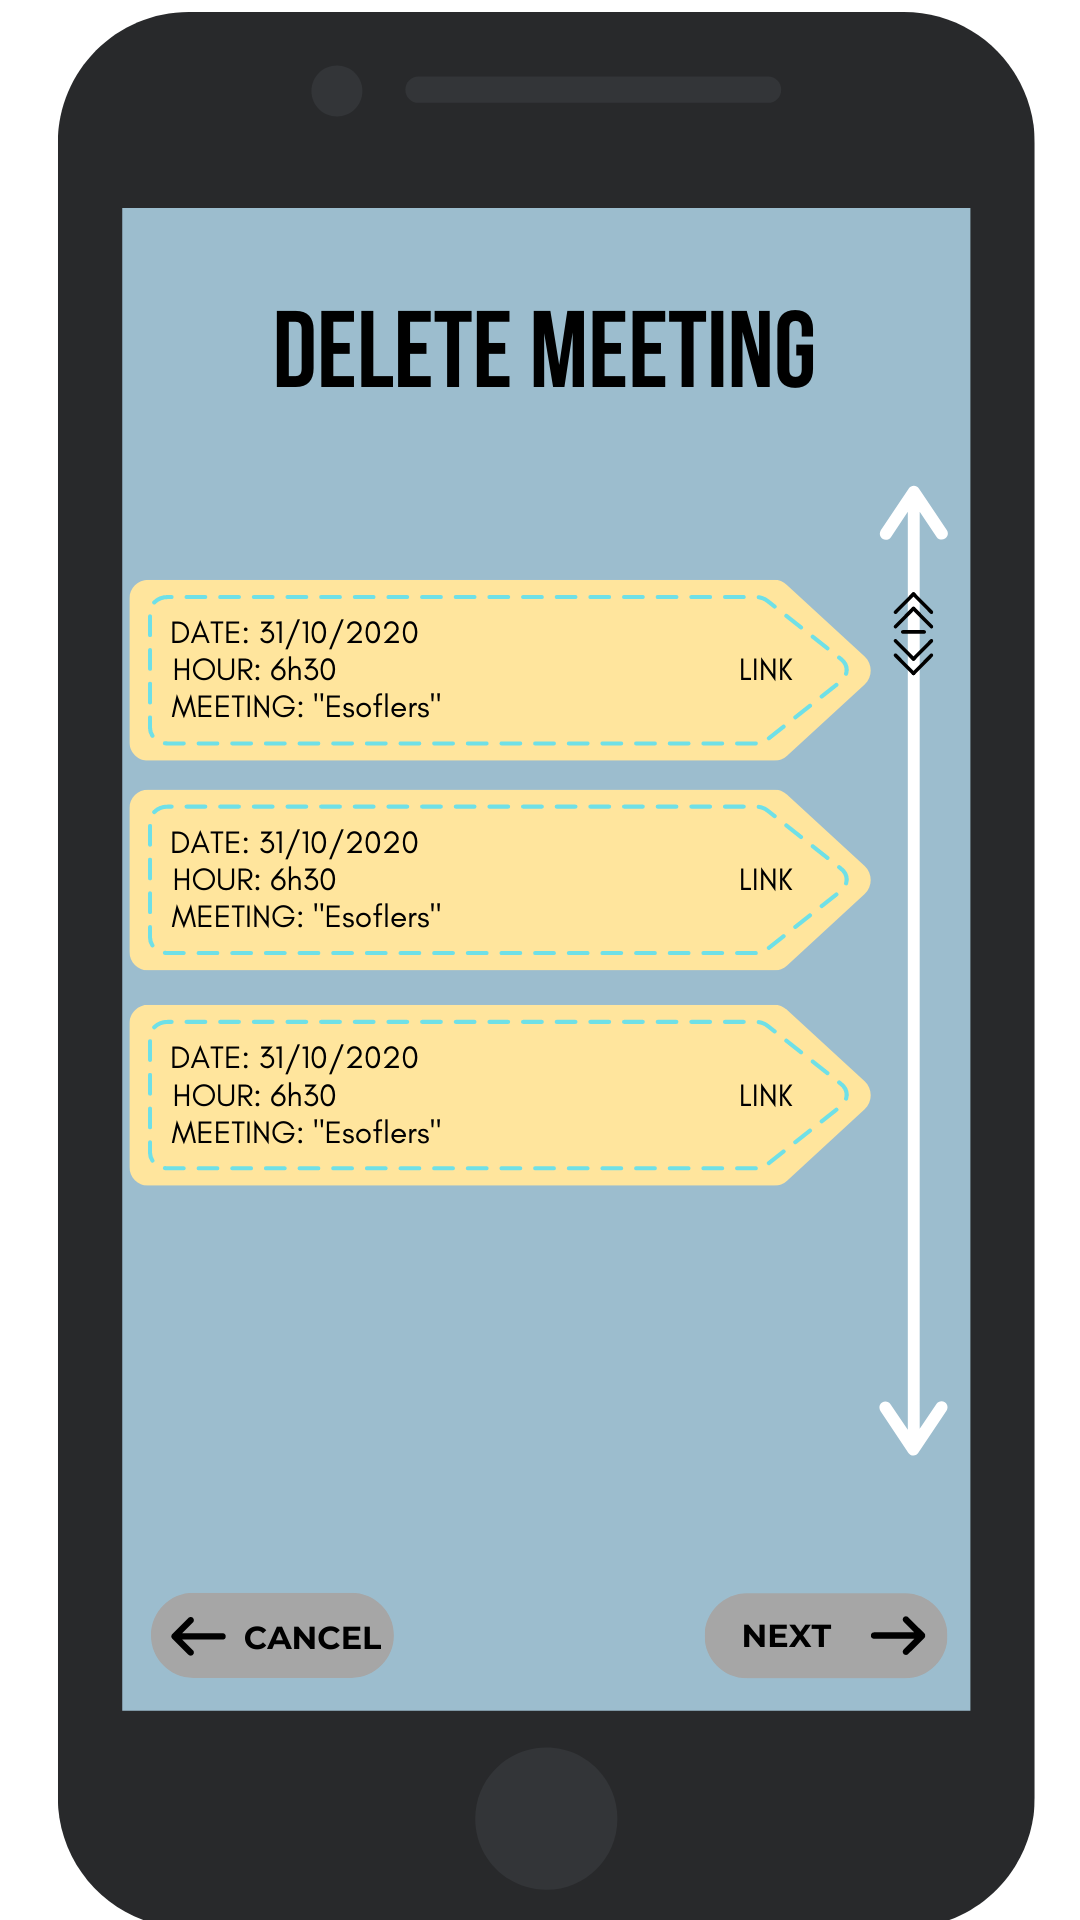 DELETE MEETING
DATE: 31/10/2020
HOUR: 6h30
LINK
MEETING: "Esoflers"
DATE: 31/10/2020
HOUR: 6h30
LINK
MEETING: "Esoflers"
DATE: 31/10/2020
HOUR: 6h30
LINK
MEETING: "Esoflers"
CANCEL
NEXT